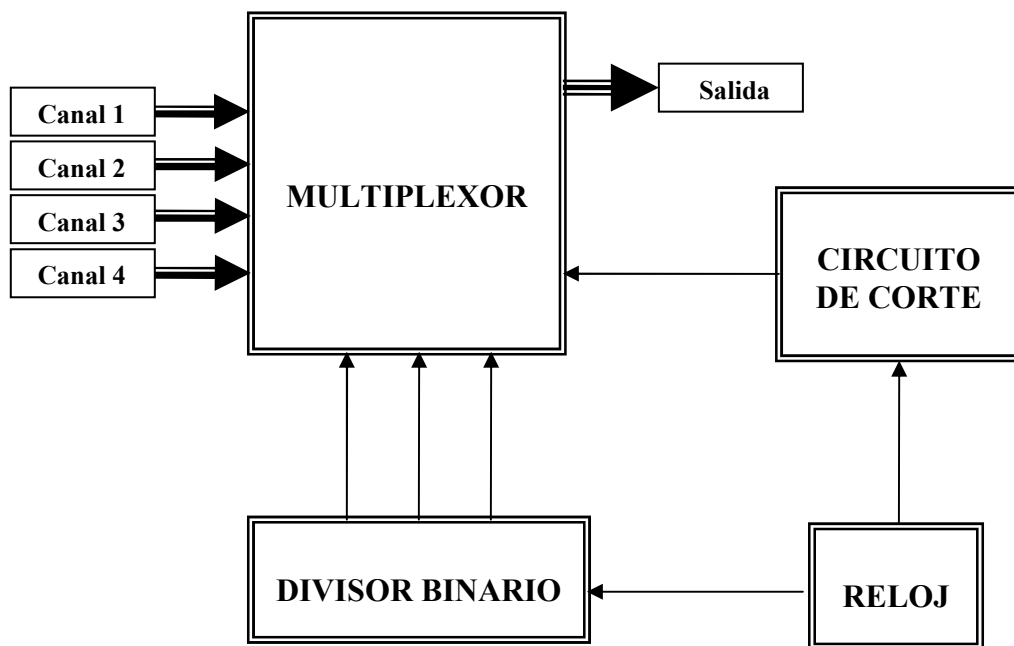 Canal 1
Canal 2
Canal 3
Canal 4
MULTIPLEXOR
Salida
CIRCUITO
DE CORTE
DIVISOR BINARIO
RELOJ